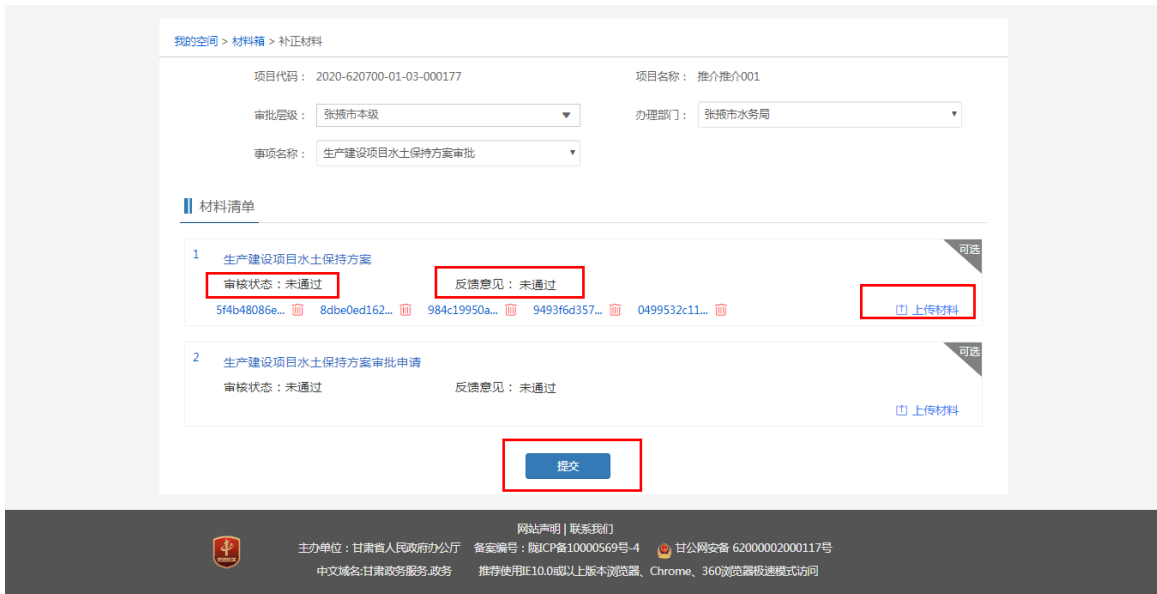 我的空间 > 材料箱 > 补正材料
项目代码： 2020-620700-01-03-000177 项目名称： 推介推介001
审批层级： 张掖市本级 办理部门： 张掖市水务局
事项名称： 生产建设项目水土保持方案审批
材料清单
1 生产建设项目水土保持方案 可选
审核状态：未通过 反馈意见： 未通过
5f4b48086e... 8dbe0ed162... 984c19950a... 9493f6d357... 0499532c11... 上传材料
2 生产建设项目水土保持方案审批申请 可选
审核状态：未通过 反馈意见： 未通过
上传材料
提交
网站声明 | 联系我们
主办单位：甘肃省人民政府办公厅 备案编号：陇ICP备10000569号-4 甘公网安备 62000002000117号
中文域名:甘肃政务服务.政务 推荐使用IE10.0或以上版本浏览器、Chrome、360浏览器极速模式访问